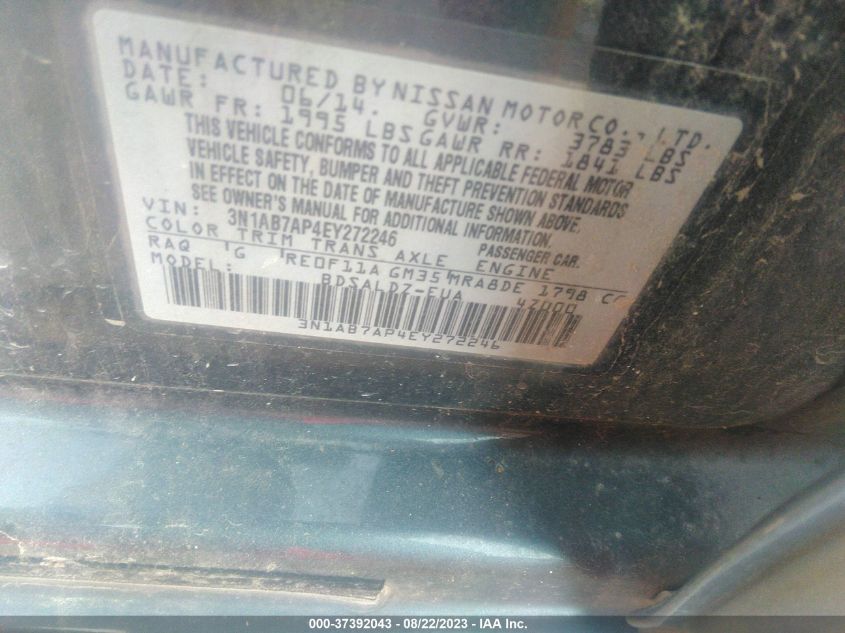 MANUFACTURED BY NISSAN MOTOR CO., LTD.
DATE: 06/14. GVWR: 3783 LBS
GAWR FR: 1995 LBS GAWR RR: 1841 LBS
THIS VEHICLE CONFORMS TO ALL APPLICABLE FEDERAL MOTOR
VEHICLE SAFETY, BUMPER AND THEFT PREVENTION STANDARDS
IN EFFECT ON THE DATE OF MANUFACTURE SHOWN ABOVE.
SEE OWNER'S MANUAL FOR ADDITIONAL INFORMATION.
VIN: 3N1AB7AP4EY272246 PASSENGER CAR.
COLOR TRIM TRANS AXLE ENGINE
RAQ G RE0F11A GM35 MRA8DE 1798 CC
MODEL: BDSALDZ-EUA 47000
3N1AB7AP4EY272246
000-37392043 - 08/22/2023 - IAA Inc.